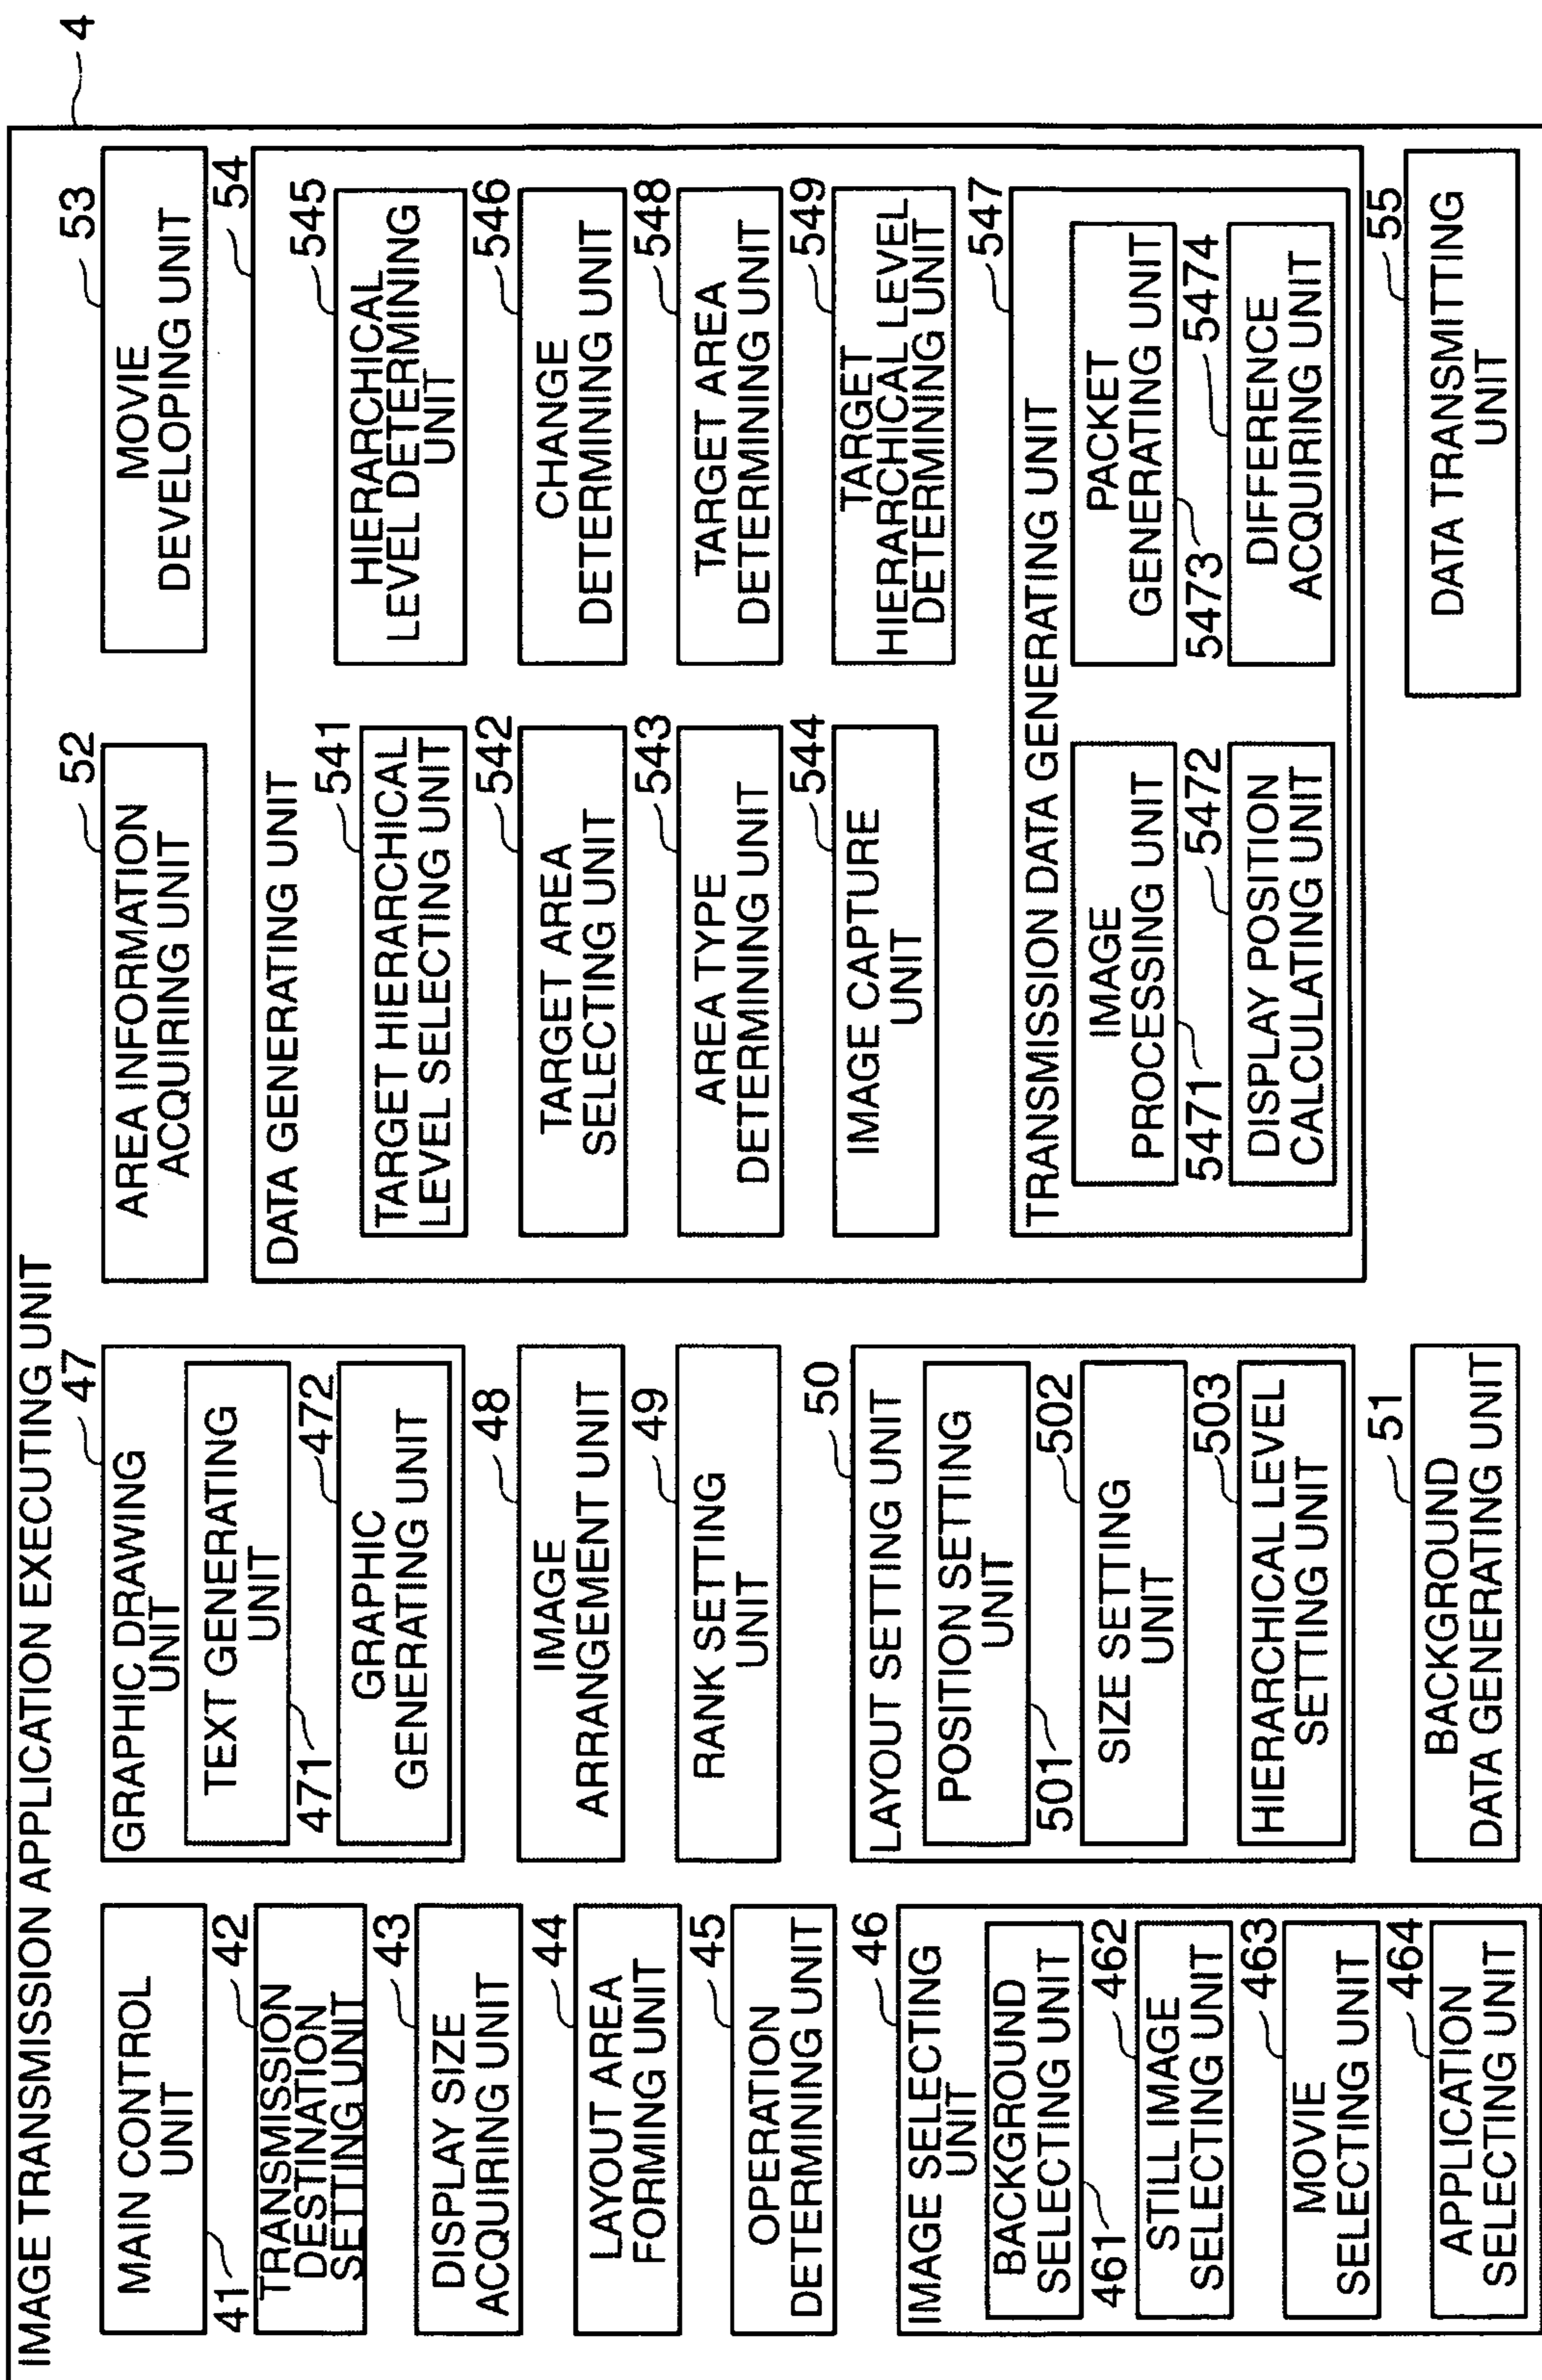 IMAGE TRANSMISSION APPLICATION EXECUTING UNIT
4
MAIN CONTROL
UNIT
41
TRANSMISSION
DESTINATION
SETTING UNIT
42
DISPLAY SIZE
ACQUIRING UNIT
43
LAYOUT AREA
FORMING UNIT
44
OPERATION
DETERMINING UNIT
45
IMAGE SELECTING
UNIT
46
BACKGROUND
SELECTING UNIT
461
STILL IMAGE
SELECTING UNIT
462
MOVIE
SELECTING UNIT
463
APPLICATION
SELECTING UNIT
464
GRAPHIC DRAWING
UNIT
47
TEXT GENERATING
UNIT
471
GRAPHIC
GENERATING UNIT
472
IMAGE
ARRANGEMENT UNIT
48
RANK SETTING
UNIT
49
LAYOUT SETTING UNIT
50
POSITION SETTING
UNIT
501
SIZE SETTING
UNIT
502
HIERARCHICAL LEVEL
SETTING UNIT
503
BACKGROUND
DATA GENERATING UNIT
51
AREA INFORMATION
ACQUIRING UNIT
52
MOVIE
DEVELOPING UNIT
53
DATA GENERATING UNIT
54
TARGET HIERARCHICAL
LEVEL SELECTING UNIT
541
TARGET AREA
SELECTING UNIT
542
AREA TYPE
DETERMINING UNIT
543
IMAGE CAPTURE
UNIT
544
HIERARCHICAL
LEVEL DETERMINING
UNIT
545
CHANGE
DETERMINING UNIT
546
TARGET AREA
DETERMINING UNIT
548
TARGET
HIERARCHICAL LEVEL
DETERMINING UNIT
549
TRANSMISSION DATA GENERATING UNIT
547
IMAGE
PROCESSING UNIT
5471
DISPLAY POSITION
CALCULATING UNIT
5472
PACKET
GENERATING UNIT
5473
DIFFERENCE
ACQUIRING UNIT
5474
DATA TRANSMITTING
UNIT
55